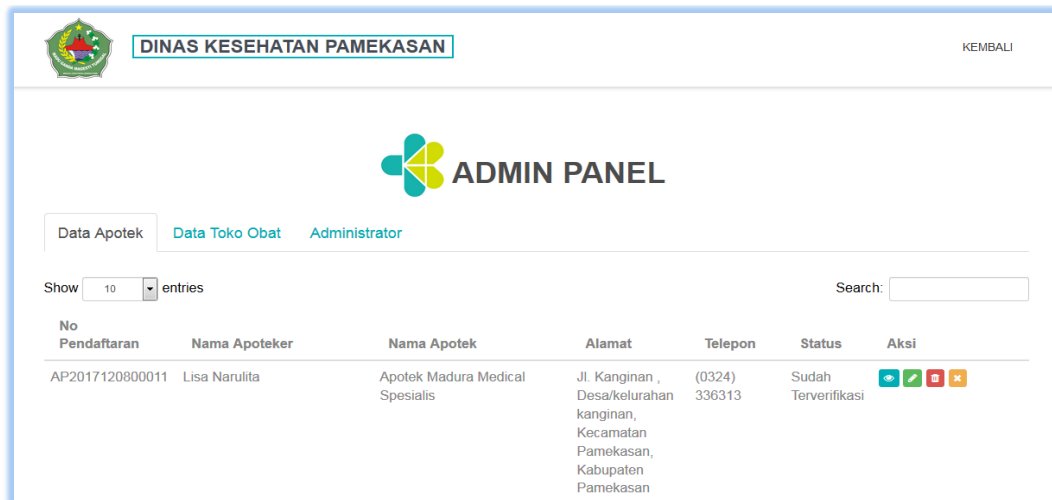 DINAS KESEHATAN PAMEKASAN
KEMBALI
ADMIN PANEL
Data Apotek Data Toko Obat Administrator
Show 10 entries Search:
No Pendaftaran Nama Apoteker Nama Apotek Alamat Telepon Status Aksi
AP2017120800011 Lisa Narulita Apotek Madura Medical Spesialis
Jl. Kanginan ,
Desa/kelurahan
kanginan,
Kecamatan
Pamekasan,
Kabupaten
Pamekasan
(0324)
336313
Sudah
Terverifikasi